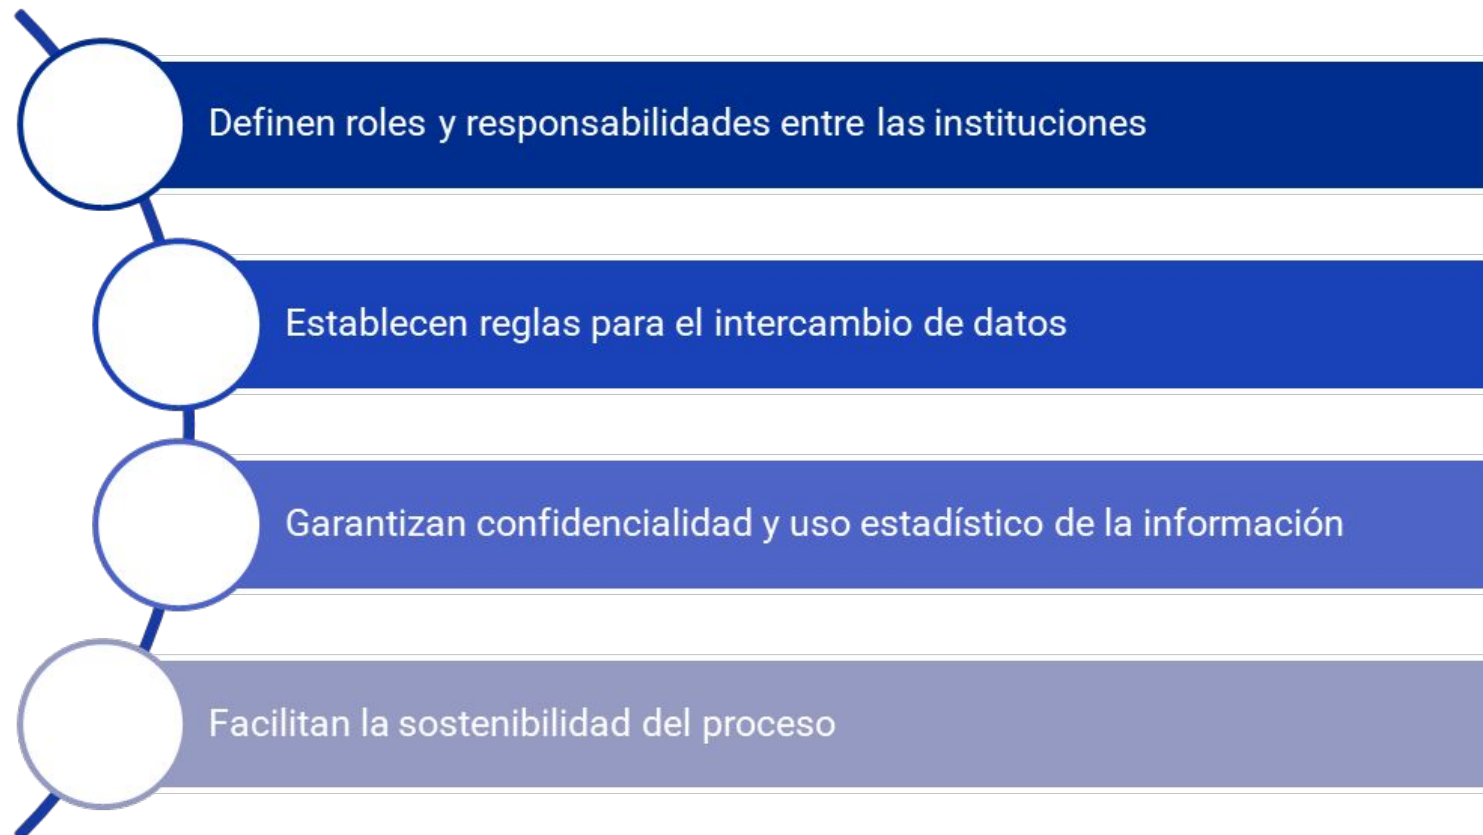 Definen roles y responsabilidades entre las instituciones
Establecen reglas para el intercambio de datos
Garantizan confidencialidad y uso estadístico de la información
Facilitan la sostenibilidad del proceso